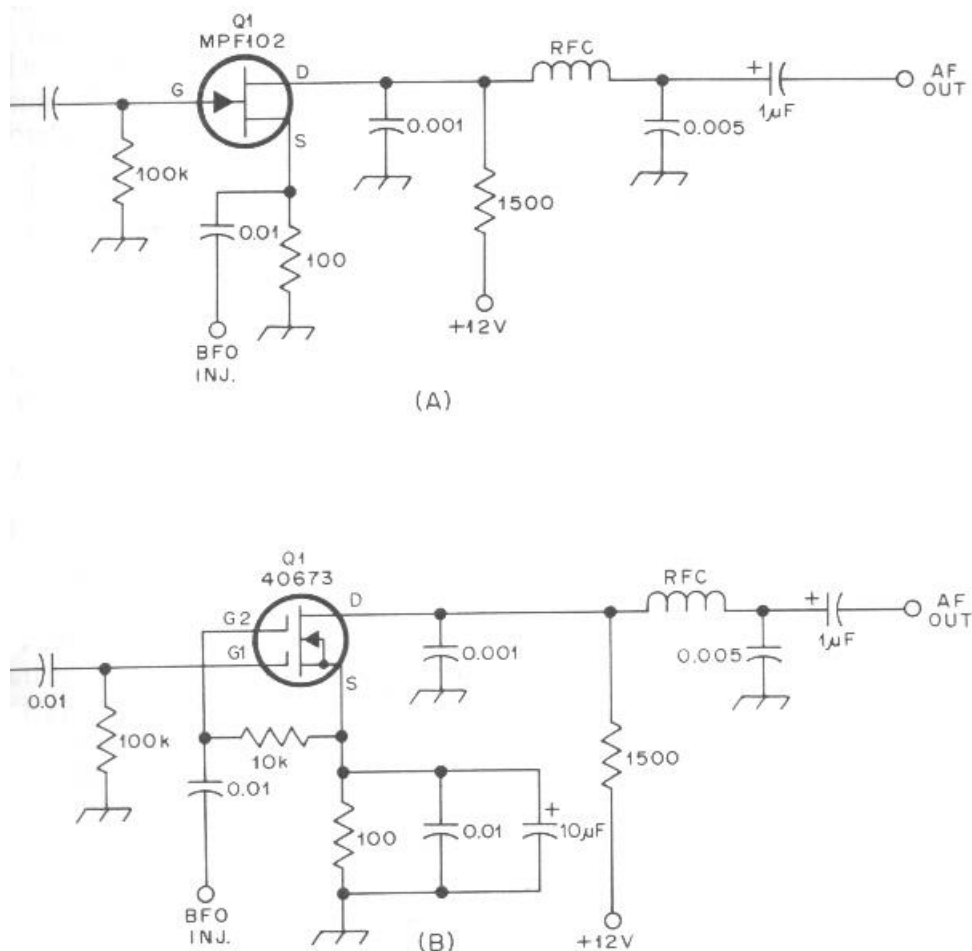 Q1
MPF102
G
D
S
RFC
+
1µF
AF
OUT
0.001
0.005
100k
0.01
100
1500
BFO
INJ.
+12V
(A)
Q1
40673
G2
G1
D
S
RFC
+
1µF
AF
OUT
0.01
0.001
0.005
100k
10k
0.01
100
0.01
+
10µF
1500
BFO
INJ.
(B)
+12V